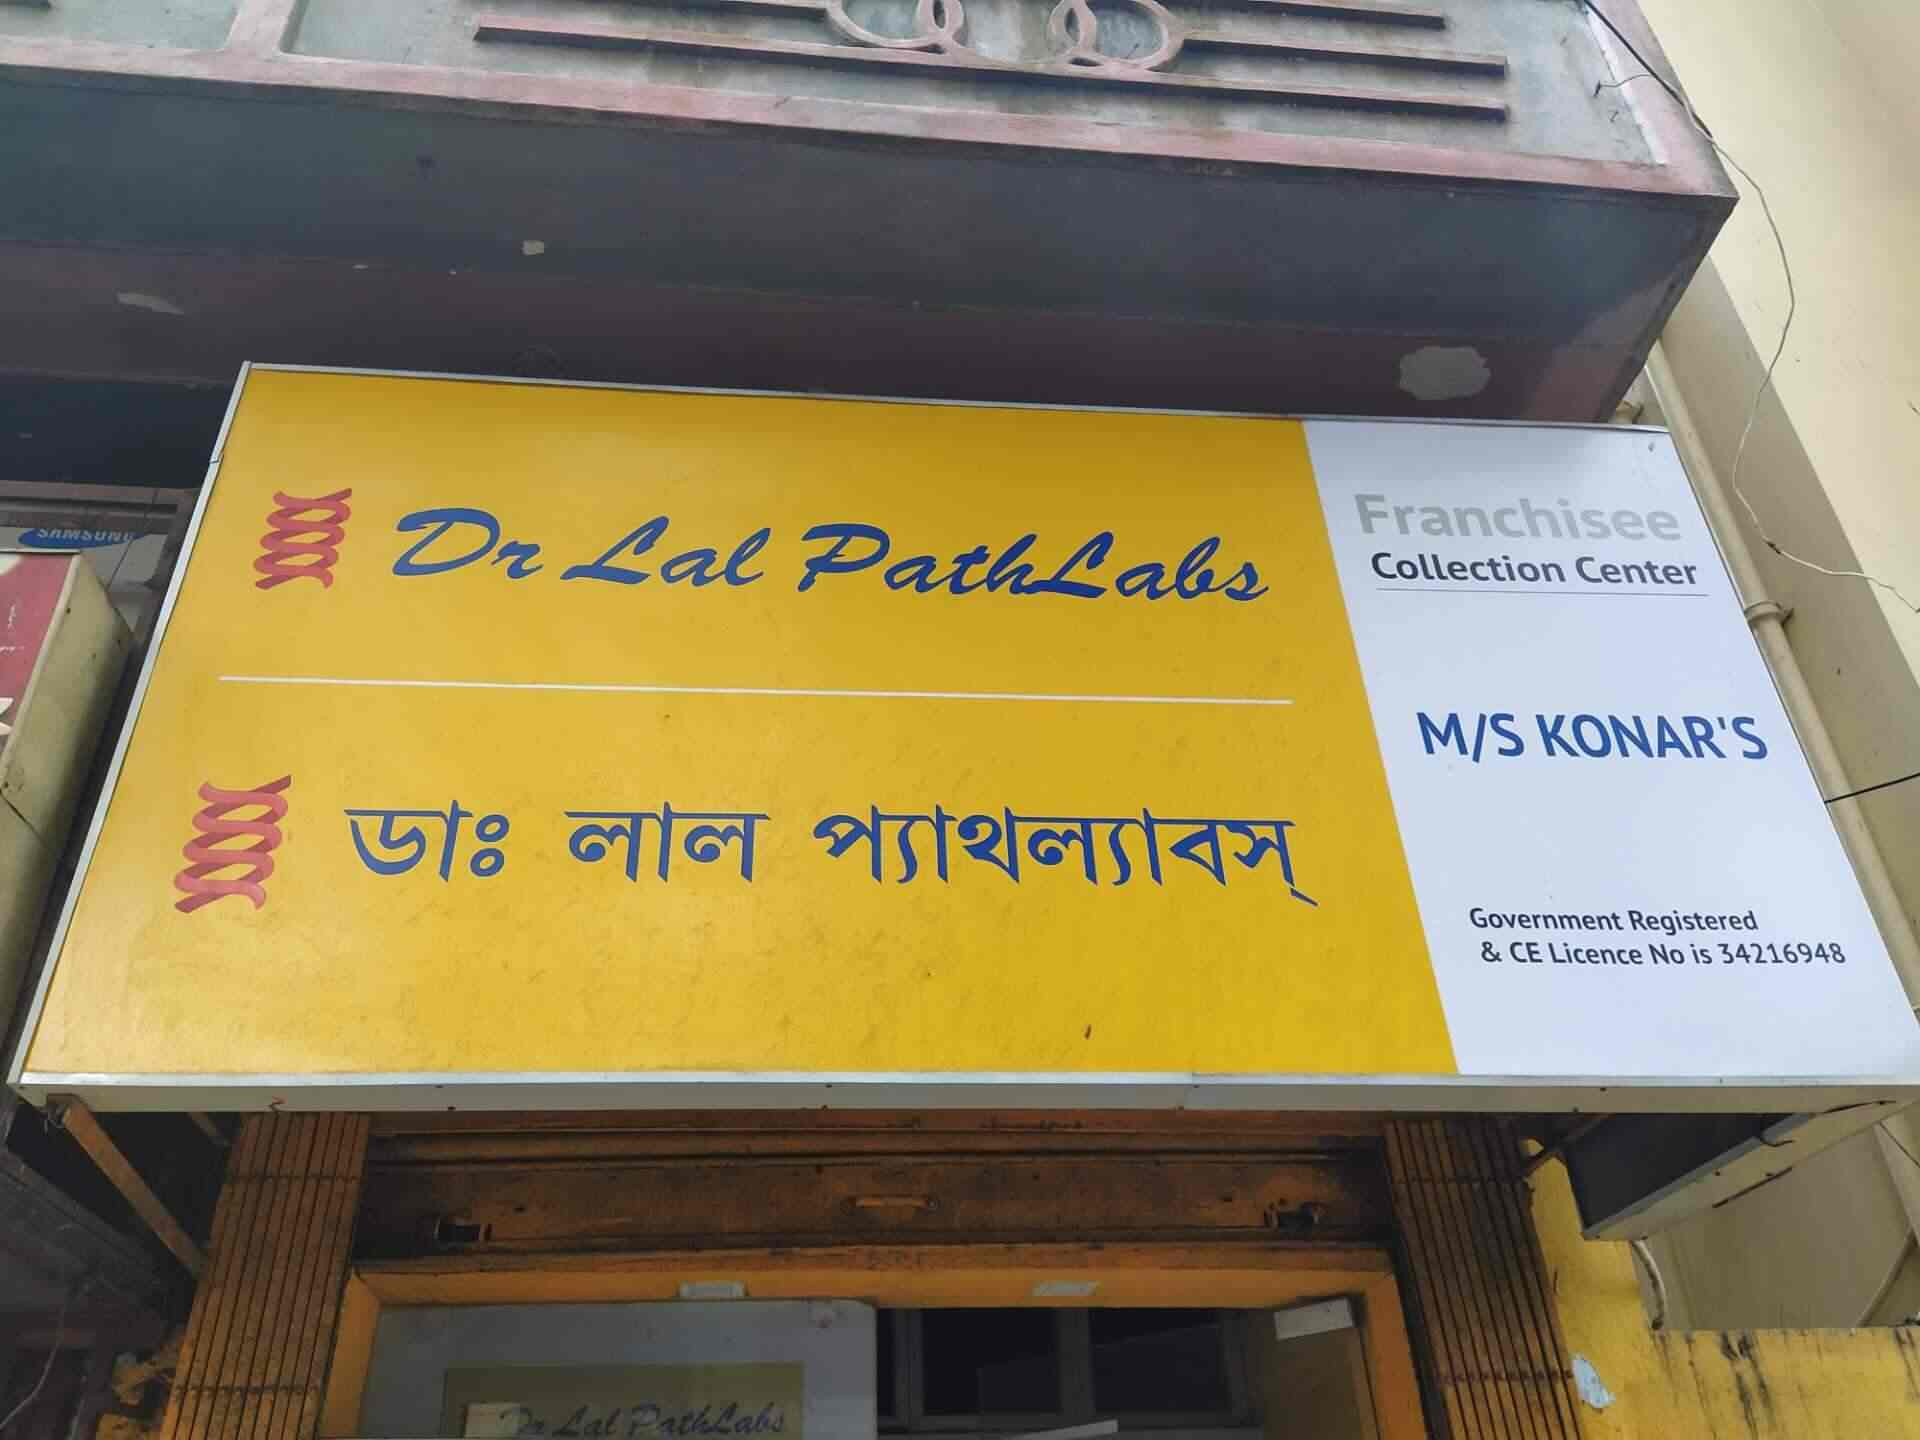 SAMSUNG
Dr Lal PathLabs
ডাঃ লাল প্যাথল্যাবস্
Franchisee
Collection Center
M/S KONAR'S
Government Registered
& CE Licence No is 34216948
Dr Lal PathLabs